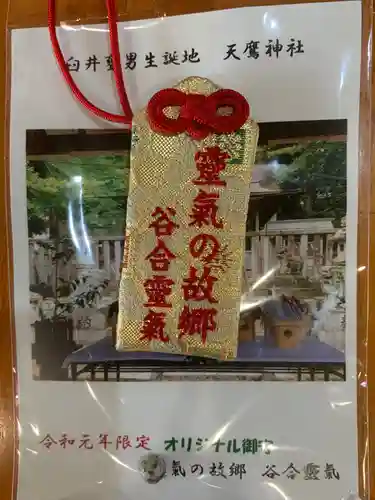 臼井甕男生誕地　天鷹神社
靈氣の故郷
谷合靈氣
令和元年限定　オリジナル御守
靈氣の故郷　谷合靈氣